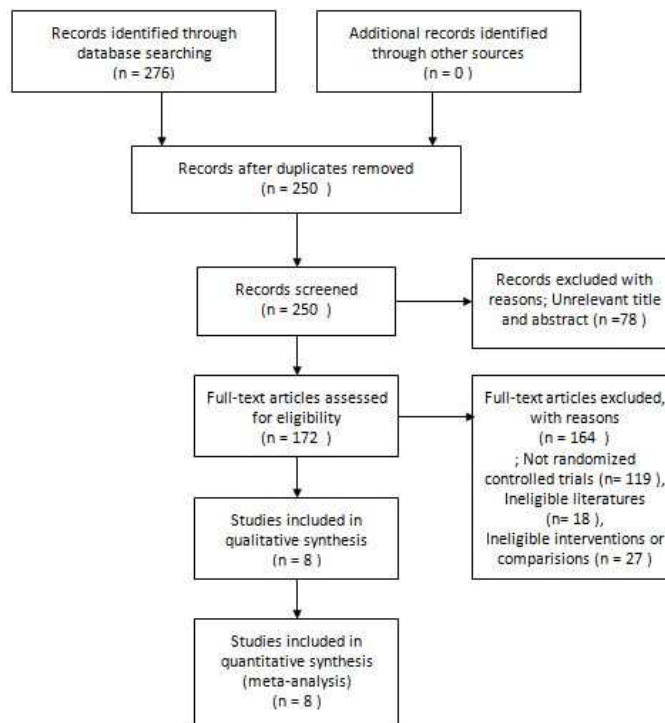 Records identified through
database searching
(n = 276)
Additional records identified
through other sources
(n = 0 )
Records after duplicates removed
(n = 250  )
Records screened
(n = 250  )
Records excluded with
reasons; Unrelevant title
and abstract (n =78 )
Full-text articles assessed
for eligibility
(n = 172  )
Full-text articles excluded,
with reasons
(n = 164  )
; Not randomized
controlled trials (n= 119 ),
Ineligible literatures
(n= 18 ),
Ineligible interventions or
comparisions (n = 27 )
Studies included in
qualitative synthesis
(n = 8 )
Studies included in
quantitative synthesis
(meta-analysis)
(n = 8 )